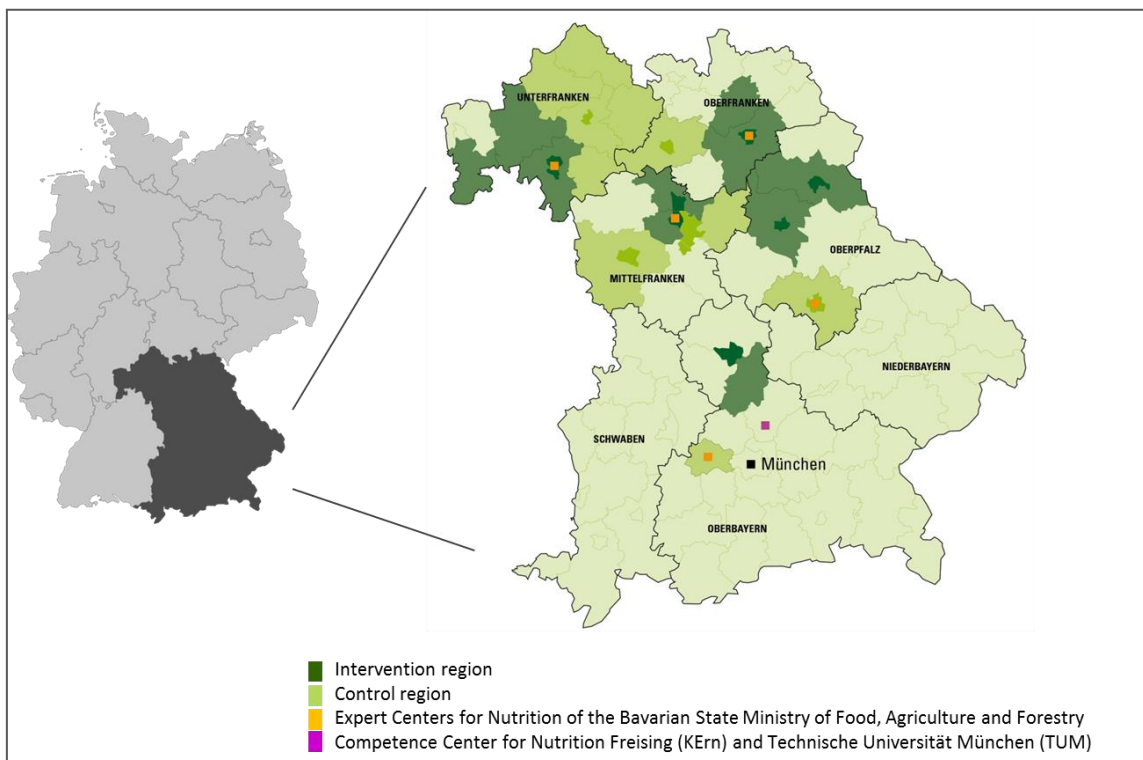 UNTERFRANKEN
OBERFRANKEN
OBERPFALZ
MITTELFRANKEN
NIEDERBAYERN
SCHWABEN
München
OBERBAYERN
Intervention region
Control region
Expert Centers for Nutrition of the Bavarian State Ministry of Food, Agriculture and Forestry
Competence Center for Nutrition Freising (KErn) and Technische Universität München (TUM)